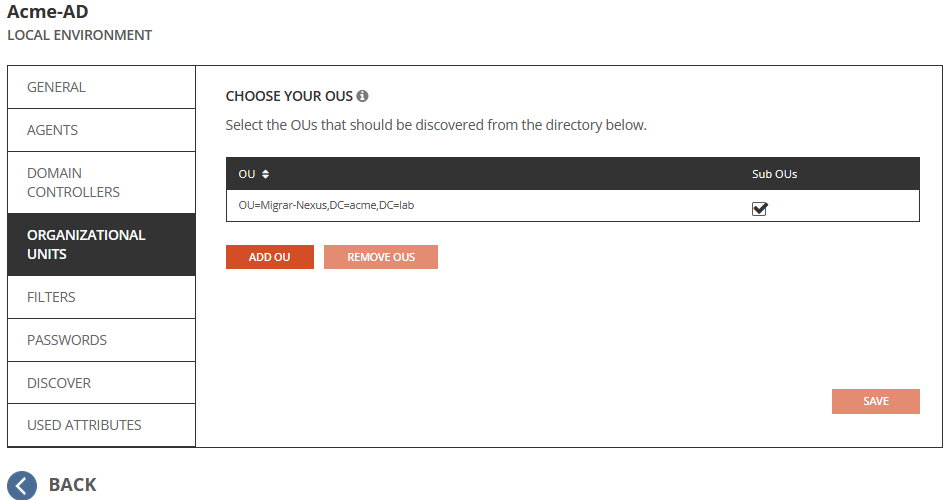 Acme-AD
LOCAL ENVIRONMENT
GENERAL
AGENTS
DOMAIN
CONTROLLERS
ORGANIZATIONAL
UNITS
FILTERS
PASSWORDS
DISCOVER
USED ATTRIBUTES
CHOOSE YOUR OUS
Select the OUs that should be discovered from the directory below.
OU Sub OUs
OU=Migrar-Nexus,DC=acme,DC=lab
ADD OU REMOVE OUS
SAVE
BACK